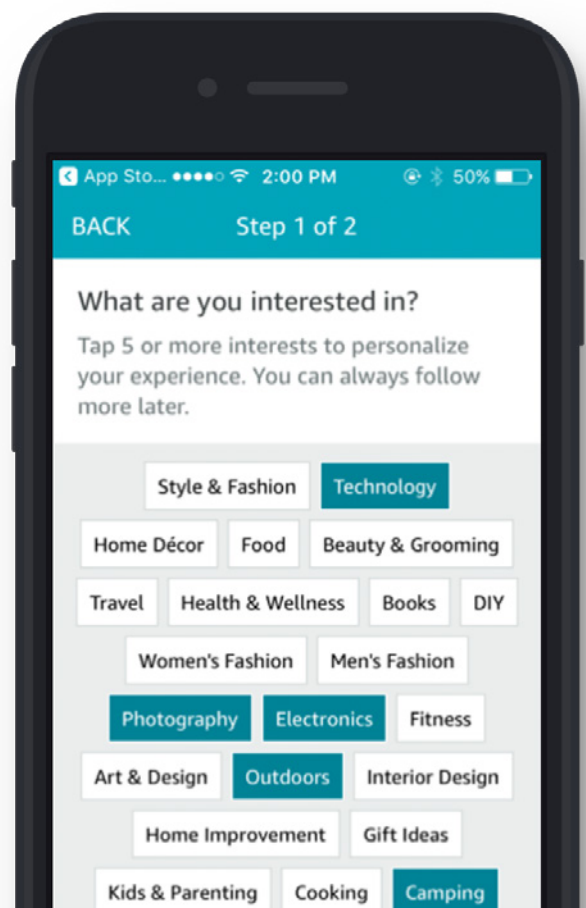 App Sto... 2:00 PM 50%
BACK Step 1 of 2
What are you interested in?
Tap 5 or more interests to personalize
your experience. You can always follow
more later.
Style & Fashion Technology
Home Décor Food Beauty & Grooming
Travel Health & Wellness Books DIY
Women's Fashion Men's Fashion
Photography Electronics Fitness
Art & Design Outdoors Interior Design
Home Improvement Gift Ideas
Kids & Parenting Cooking Camping